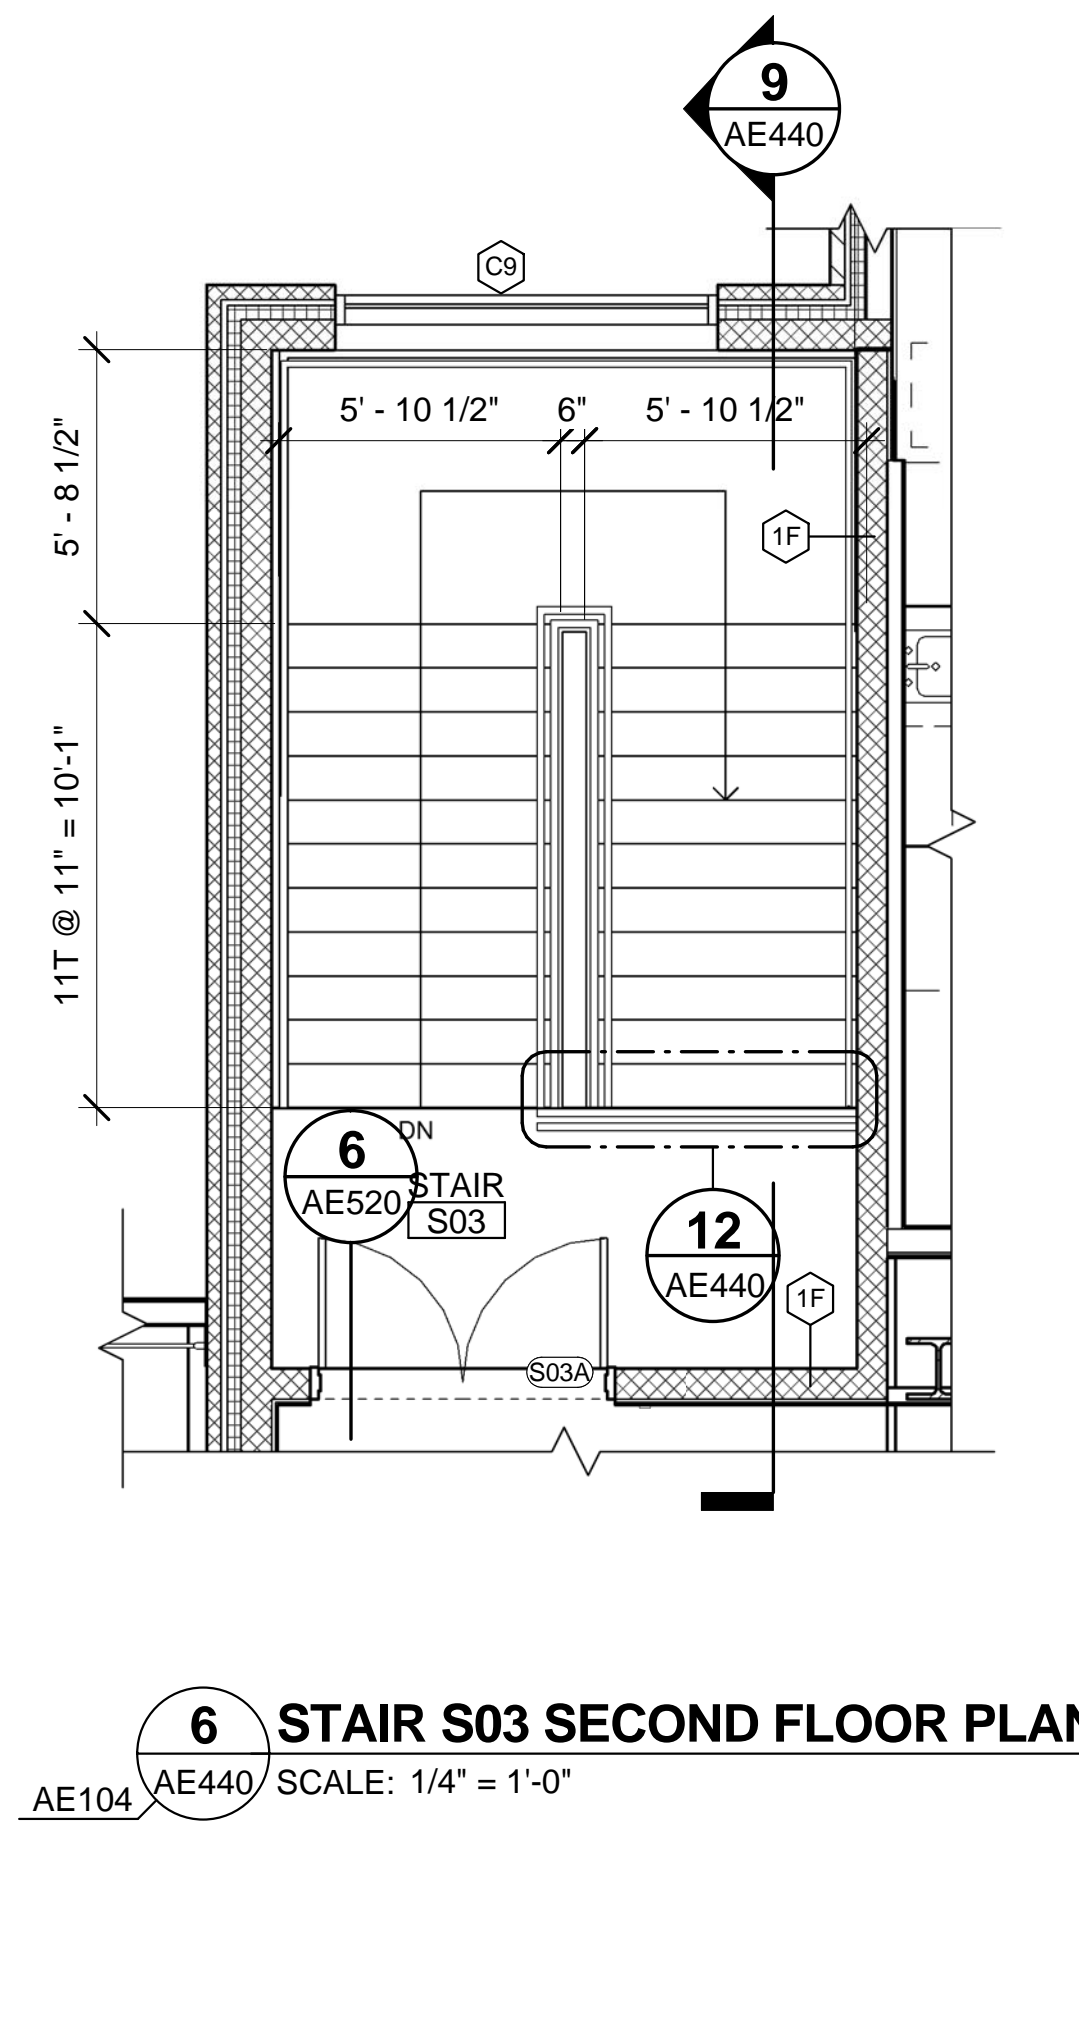 9
AE440
C9
5' - 10 1/2" 6" 5' - 10 1/2"
5' - 8 1/2"
1F
11T @ 11" = 10'-1"
DN
6
AE520
STAIR
S03
12
AE440
1F
S03A
6 STAIR S03 SECOND FLOOR PLAN
AE440 SCALE: 1/4" = 1'-0"
AE104